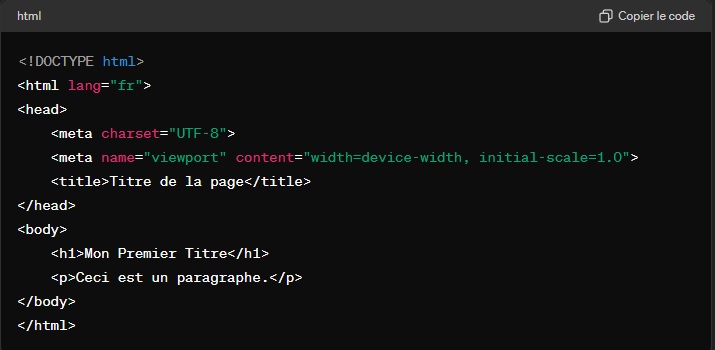 html
Copier le code
<!DOCTYPE html>
<html lang="fr">
<head>
    <meta charset="UTF-8">
    <meta name="viewport" content="width=device-width, initial-scale=1.0">
    <title>Titre de la page</title>
</head>
<body>
    <h1>Mon Premier Titre</h1>
    <p>Ceci est un paragraphe.</p>
</body>
</html>